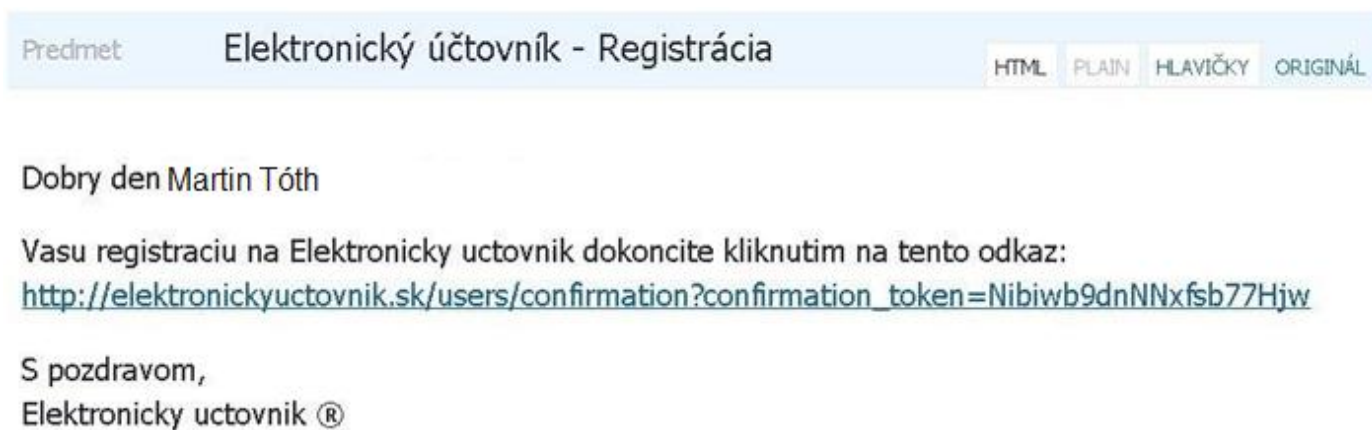 Predmet Elektronický účtovník - Registrácia HTML PLAIN HLAVIČKY ORIGINÁL
Dobry den Martin Tóth
Vasu registraciu na Elektronicky uctovnik dokoncite kliknutim na tento odkaz:
http://elektronickyuctovnik.sk/users/confirmation?confirmation_token=Nibiwb9dnNNxfsb77Hjw
S pozdravom,
Elektronicky uctovnik ®